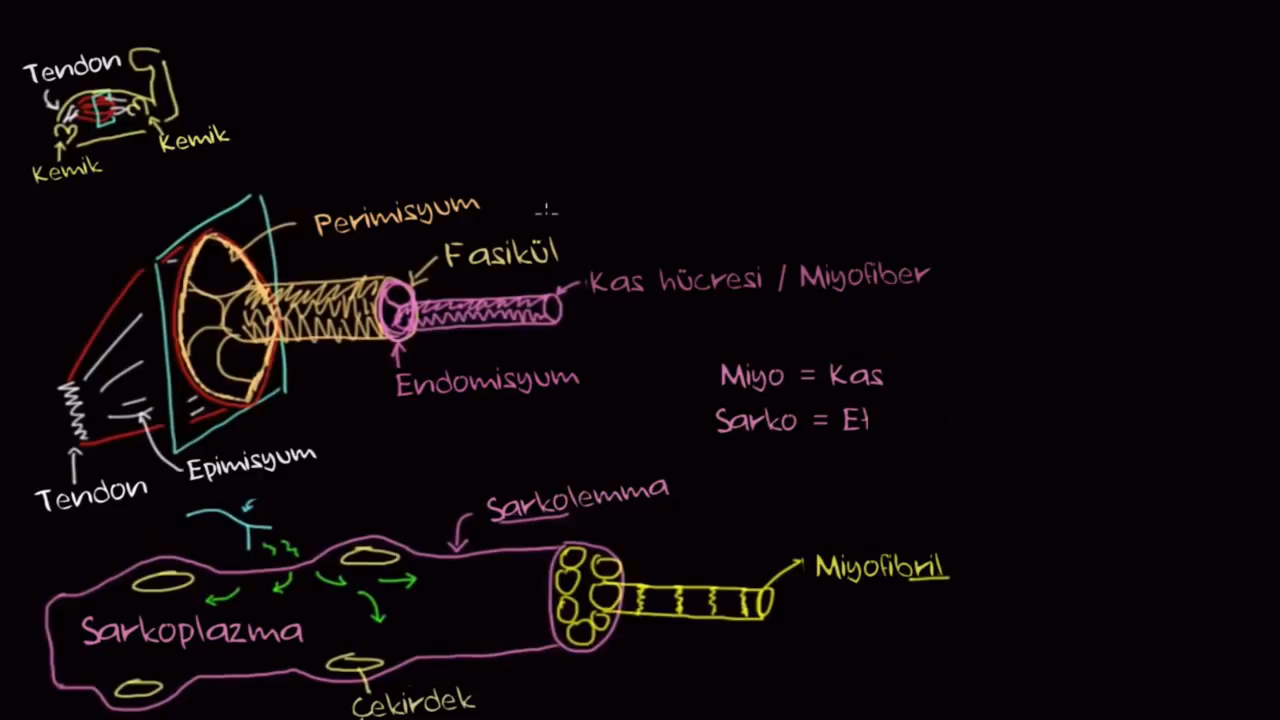 Tendon
Kemik
Kemik
Perimisyum
Fasikül
Kas hücresi / Miyofiber
Endomisyum
Miyo = Kas
Sarko = Et
Epimisyum
Tendon
Sarkolemma
Miyofibril
Sarkoplazma
Çekirdek